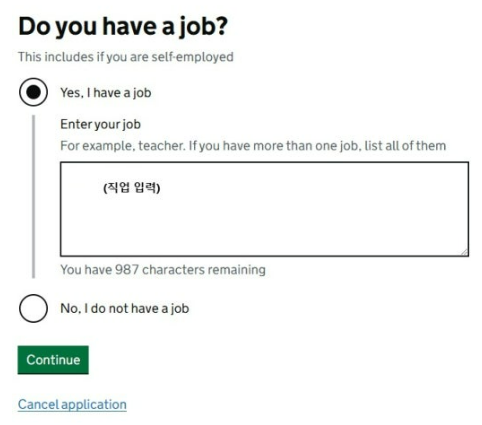 Do you have a job?
This includes if you are self-employed
Yes, I have a job
Enter your job
For example, teacher. If you have more than one job, list all of them
(직업 입력)
You have 987 characters remaining
No, I do not have a job
Continue
Cancel application